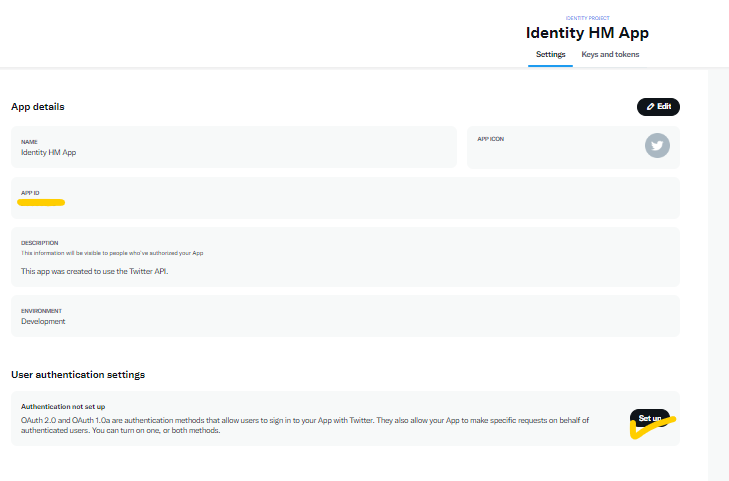 IDENTITY PROJECT
Identity HM App
Settings Keys and tokens
App details
Edit
NAME
Identity HM App
APP ICON
APP ID
DESCRIPTION
This information will be visible to people who've authorized your App
This app was created to use the Twitter API.
ENVIRONMENT
Development
User authentication settings
Authentication not set up
OAuth 2.0 and OAuth 1.0a are authentication methods that allow users to sign in to your App with Twitter. They also allow your App to make specific requests on behalf of
authenticated users. You can turn on one, or both methods.
Set up